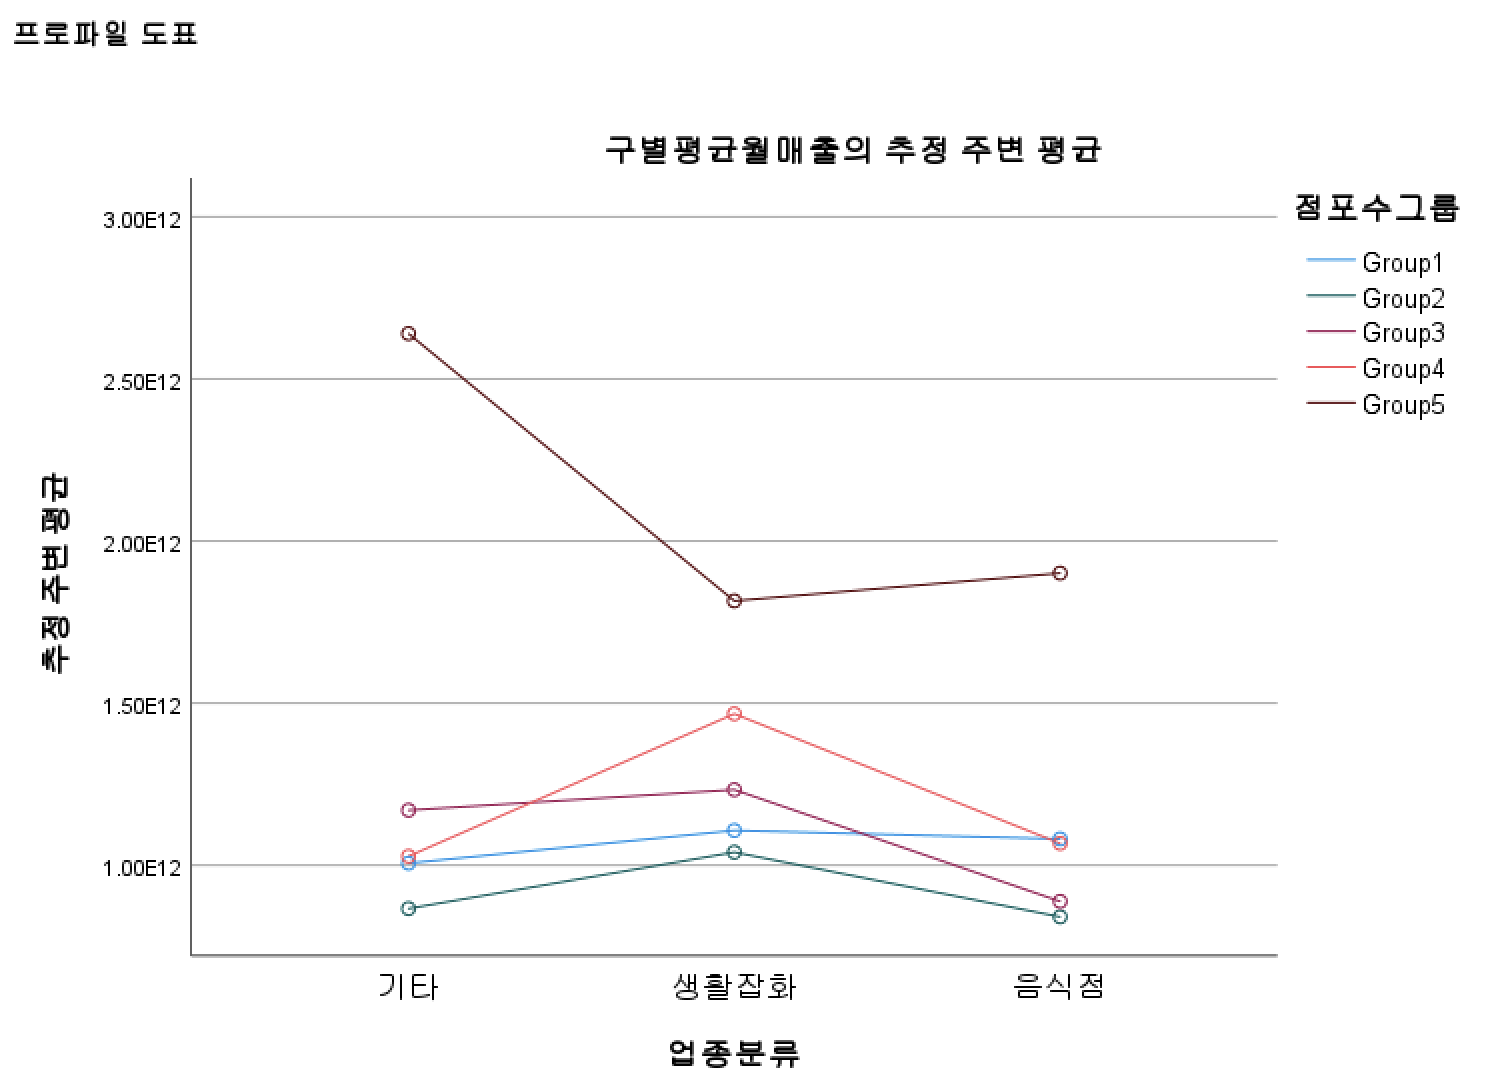 프로파일 도표
구별평균월매출의 추정 주변 평균
점포수그룹
Group1
Group2
Group3
Group4
Group5
추정 주변 평균
3.00E12
2.50E12
2.00E12
1.50E12
1.00E12
기타
생활잡화
음식점
업종분류